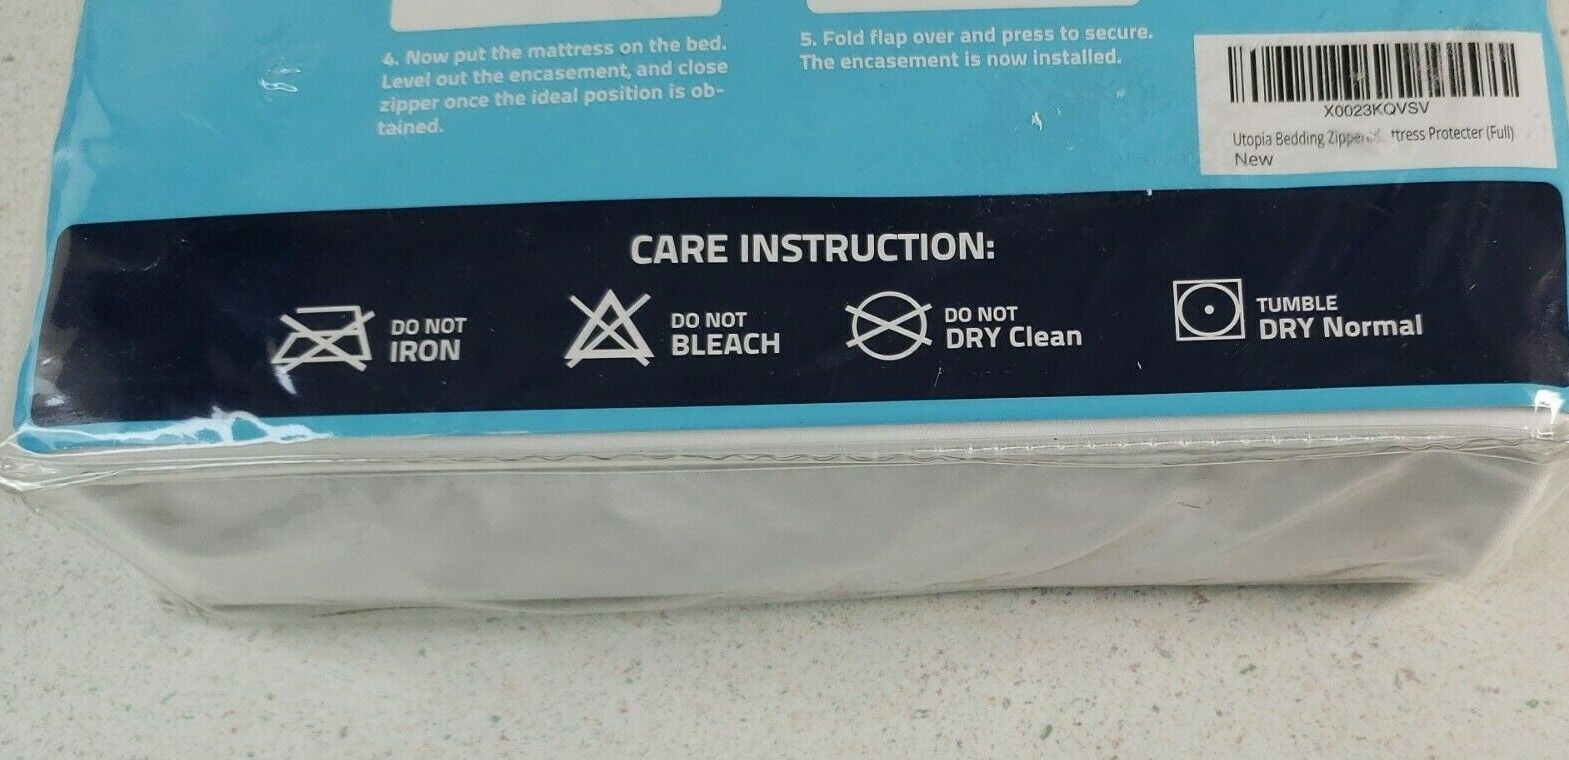 4. Now put the mattress on the bed.
Level out the encasement, and close
zipper once the ideal position is ob-
tained.
5. Fold flap over and press to secure.
The encasement is now installed.
X0023KQVSV
Utopia Bedding Zippered ttress Protecter (Full)
New
CARE INSTRUCTION:
DO NOT
IRON
DO NOT
BLEACH
DO NOT
DRY Clean
TUMBLE
DRY Normal